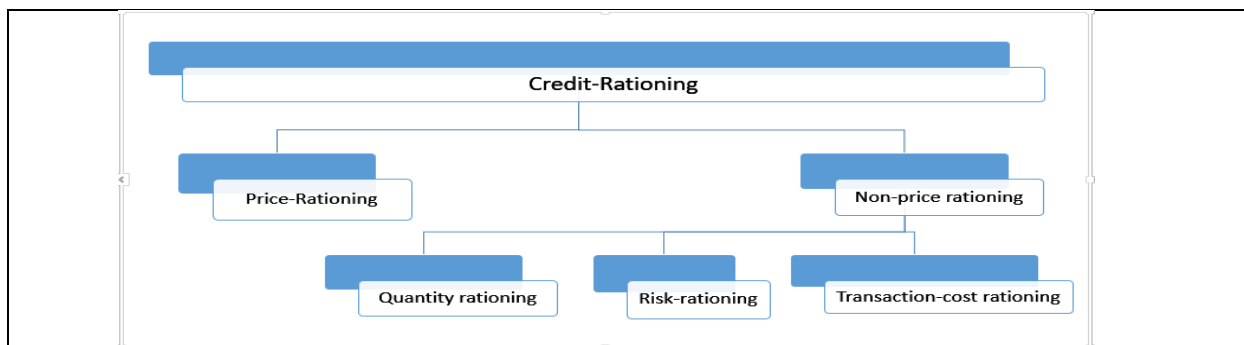 Credit-Rationing
Price-Rationing
Non-price rationing
Quantity rationing
Risk-rationing
Transaction-cost rationing